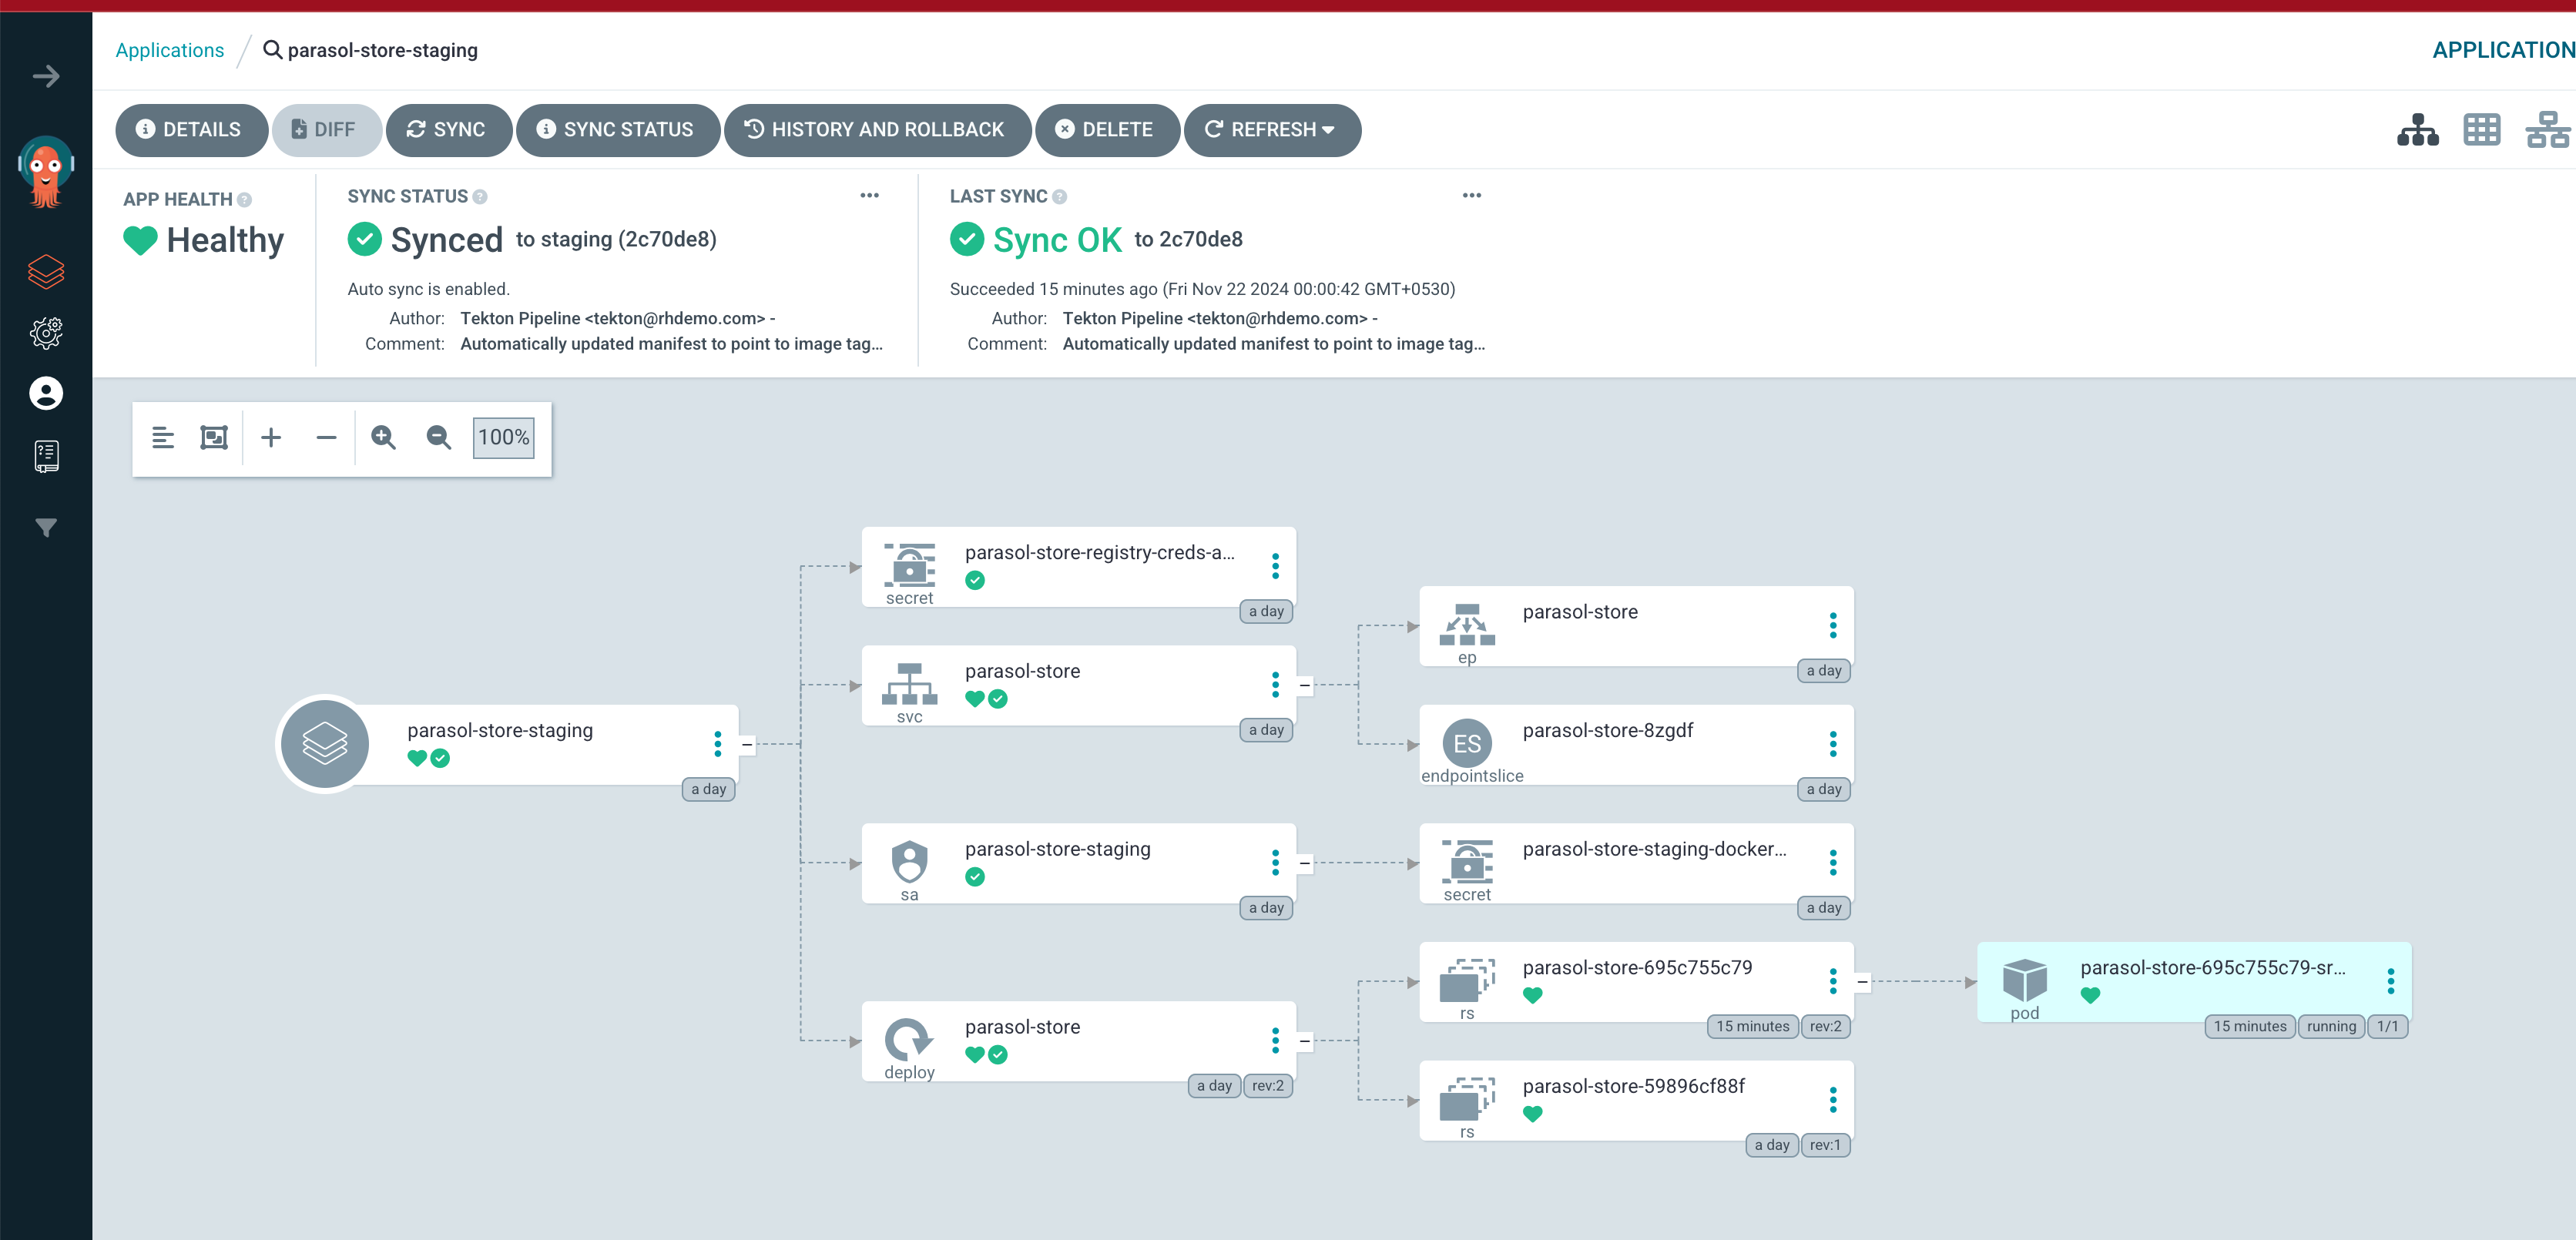 Applications / parasol-store-staging
APPLICATION
DETAILS
DIFF
SYNC
SYNC STATUS
HISTORY AND ROLLBACK
DELETE
REFRESH
APP HEALTH
Healthy
SYNC STATUS
Synced to staging (2c70de8)
Auto sync is enabled.
Author: Tekton Pipeline <tekton@rhdemo.com> -
Comment: Automatically updated manifest to point to image tag...
LAST SYNC
Sync OK to 2c70de8
Succeeded 15 minutes ago (Fri Nov 22 2024 00:00:42 GMT+0530)
Author: Tekton Pipeline <tekton@rhdemo.com> -
Comment: Automatically updated manifest to point to image tag...
100%
parasol-store-staging
a day
parasol-store-registry-creds-a...
secret
a day
parasol-store
svc
a day
parasol-store-staging
sa
a day
parasol-store
deploy
a day rev:2
parasol-store
ep
a day
parasol-store-8zgdf
ES
endpointslice
a day
parasol-store-staging-docker...
secret
a day
parasol-store-695c755c79
rs
15 minutes rev:2
parasol-store-59896cf88f
rs
a day rev:1
parasol-store-695c755c79-sr...
pod
15 minutes running 1/1